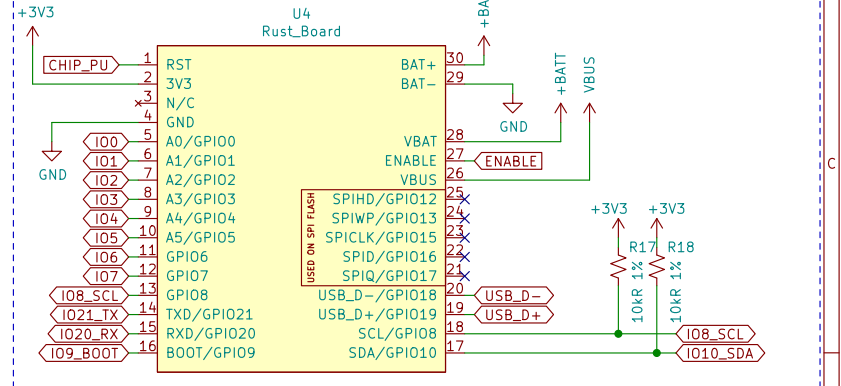 +3V3
U4
Rust_Board
+BA
CHIP_PU 1 RST BAT+ 30
2 3V3 BAT- 29
3 N/C
4 GND
GND
GND
+BATT
VBUS
IO0 5 A0/GPIO0 VBAT 28
IO1 6 A1/GPIO1 ENABLE 27 ENABLE
IO2 7 A2/GPIO2 VBUS 26
IO3 8 A3/GPIO3 SPIHD/GPIO12 25
IO4 9 A4/GPIO4 SPIWP/GPIO13 24
IO5 10 A5/GPIO5 SPICLK/GPIO15 23
IO6 11 GPIO6 SPID/GPIO16 22
IO7 12 GPIO7 SPIQ/GPIO17 21
USED ON SPI FLASH
IO8_SCL 13 GPIO8 USB_D-/GPIO18 20 USB_D-
IO21_TX 14 TXD/GPIO21 USB_D+/GPIO19 19 USB_D+
IO20_RX 15 RXD/GPIO20 SCL/GPIO8 18 IO8_SCL
IO9_BOOT 16 BOOT/GPIO9 SDA/GPIO10 17 IO10_SDA
+3V3
+3V3
R17
10kR 1%
R18
10kR 1%
C